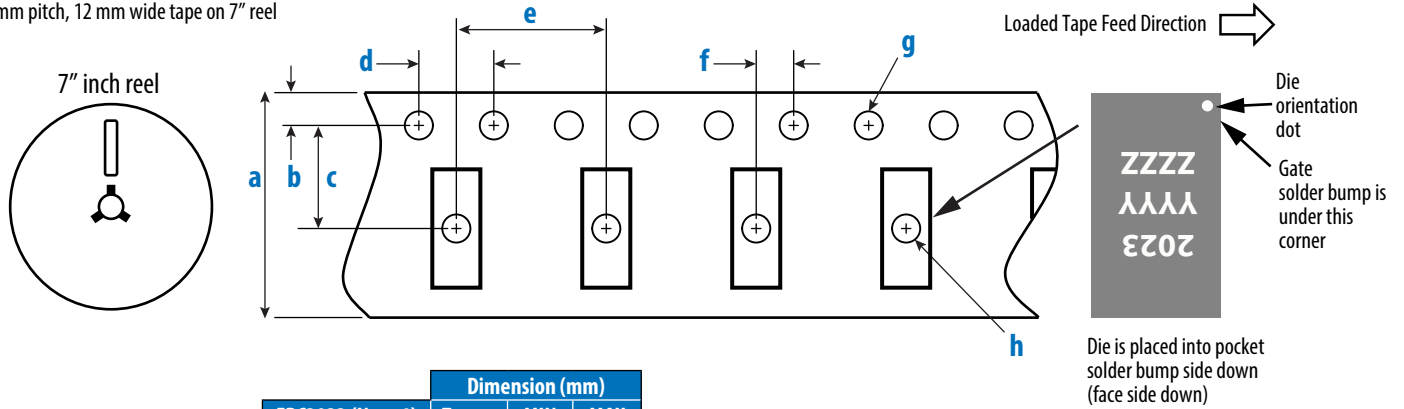 mm pitch, 12 mm wide tape on 7” reel
7” inch reel
Loaded Tape Feed Direction
e
d
f
g
a
b
c
h
Die
orientation
dot
Gate
solder bump is
under this
corner
ZZZZ
YYYY
2023
Die is placed into pocket
solder bump side down
(face side down)
Dimension (mm)